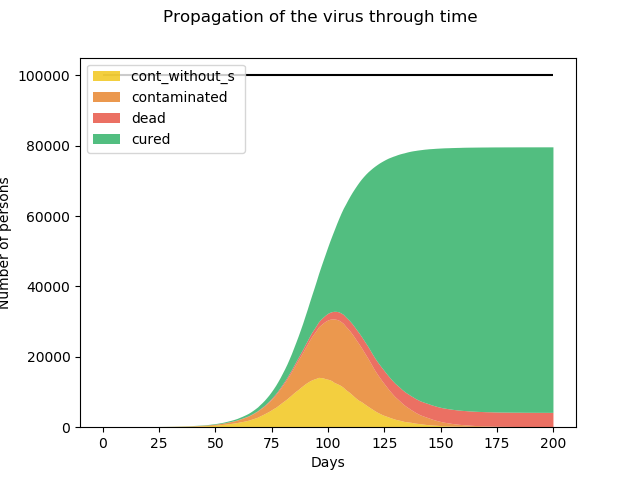 Propagation of the virus through time
100000
80000
60000
40000
20000
0
Number of persons
cont_without_s
contaminated
dead
cured
0 25 50 75 100 125 150 175 200
Days